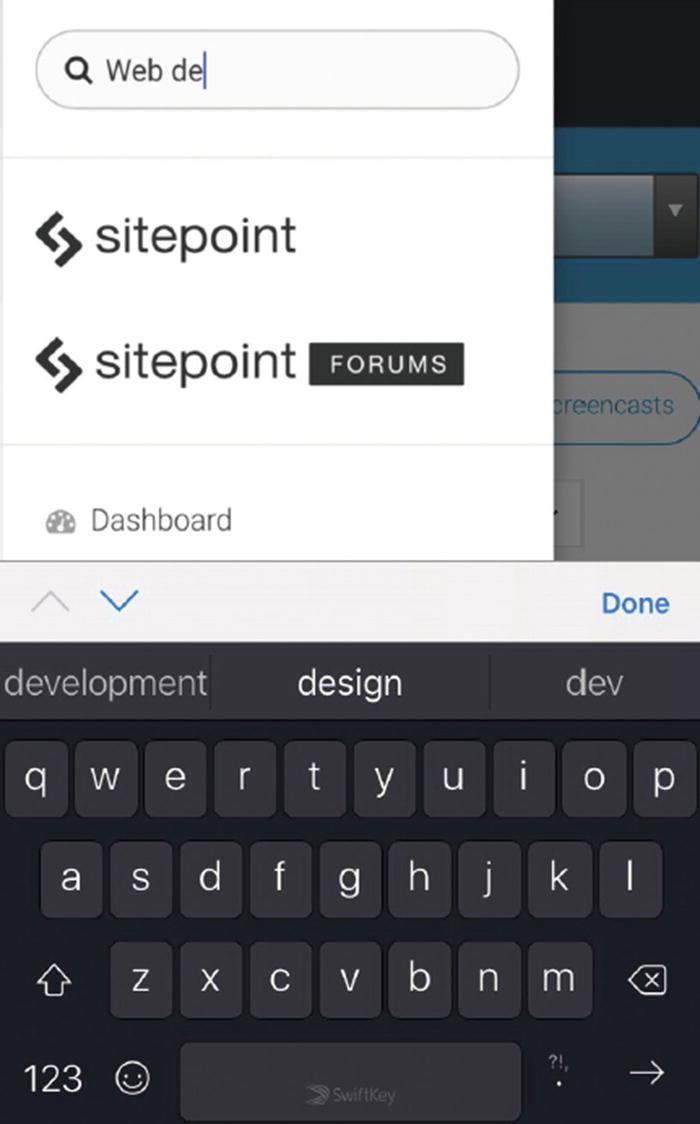 Web de
sitepoint
sitepoint FORUMS
creencasts
Dashboard
Done
development design dev
q w e r t y u i o p
a s d f g h j k l
z x c v b n m
123 ?!,.
SwiftKey